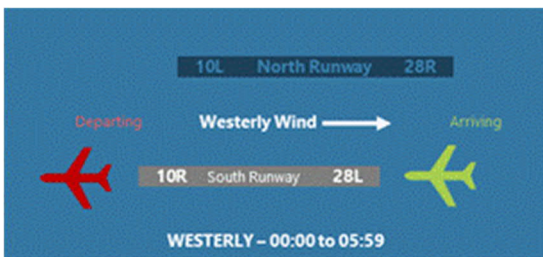 10L North Runway 28R
Departing Westerly Wind Arriving
10R South Runway 28L
WESTERLY – 00:00 to 05:59